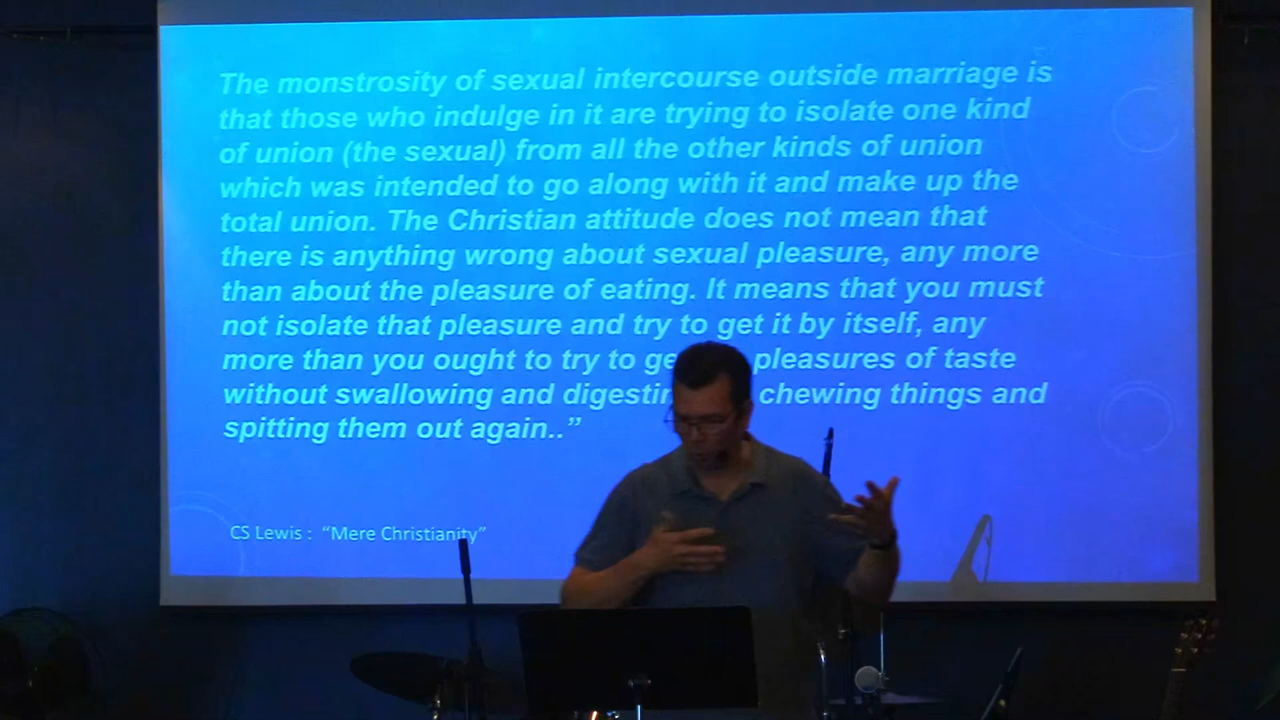 The monstrosity of sexual intercourse outside marriage is
that those who indulge in it are trying to isolate one kind
of union (the sexual) from all the other kinds of union
which was intended to go along with it and make up the
total union. The Christian attitude does not mean that
there is anything wrong about sexual pleasure, any more
than about the pleasure of eating. It means that you must
not isolate that pleasure and try to get it by itself, any
more than you ought to try to pleasures of taste
without swallowing and chewing things and
spitting them out again..”
CS Lewis : “Mere Christianity”